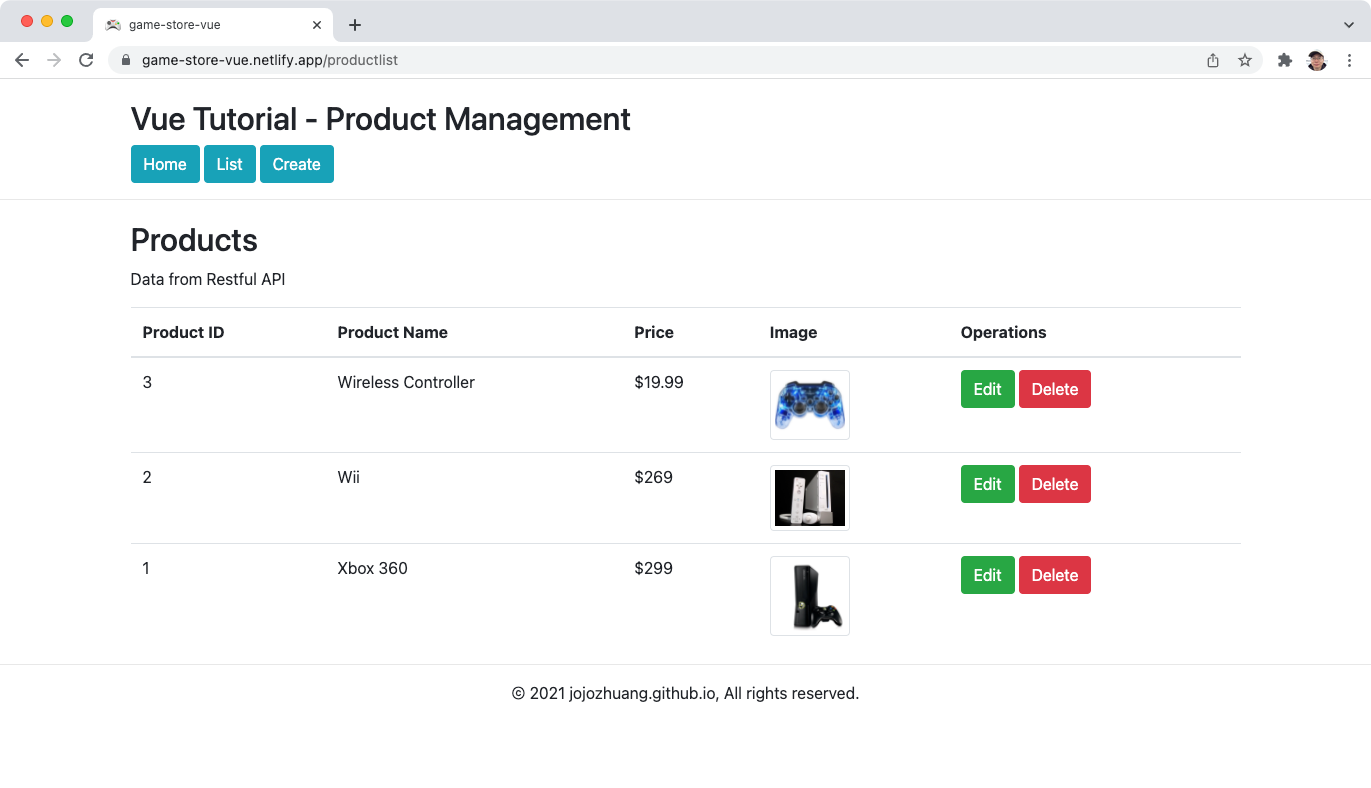 game-store-vue
game-store-vue.netlify.app/productlist
Vue Tutorial - Product Management
Home List Create
Products
Data from Restful API
Product ID Product Name Price Image Operations
3 Wireless Controller $19.99 Edit Delete
2 Wii $269 Edit Delete
1 Xbox 360 $299 Edit Delete
© 2021 jojozhuang.github.io, All rights reserved.